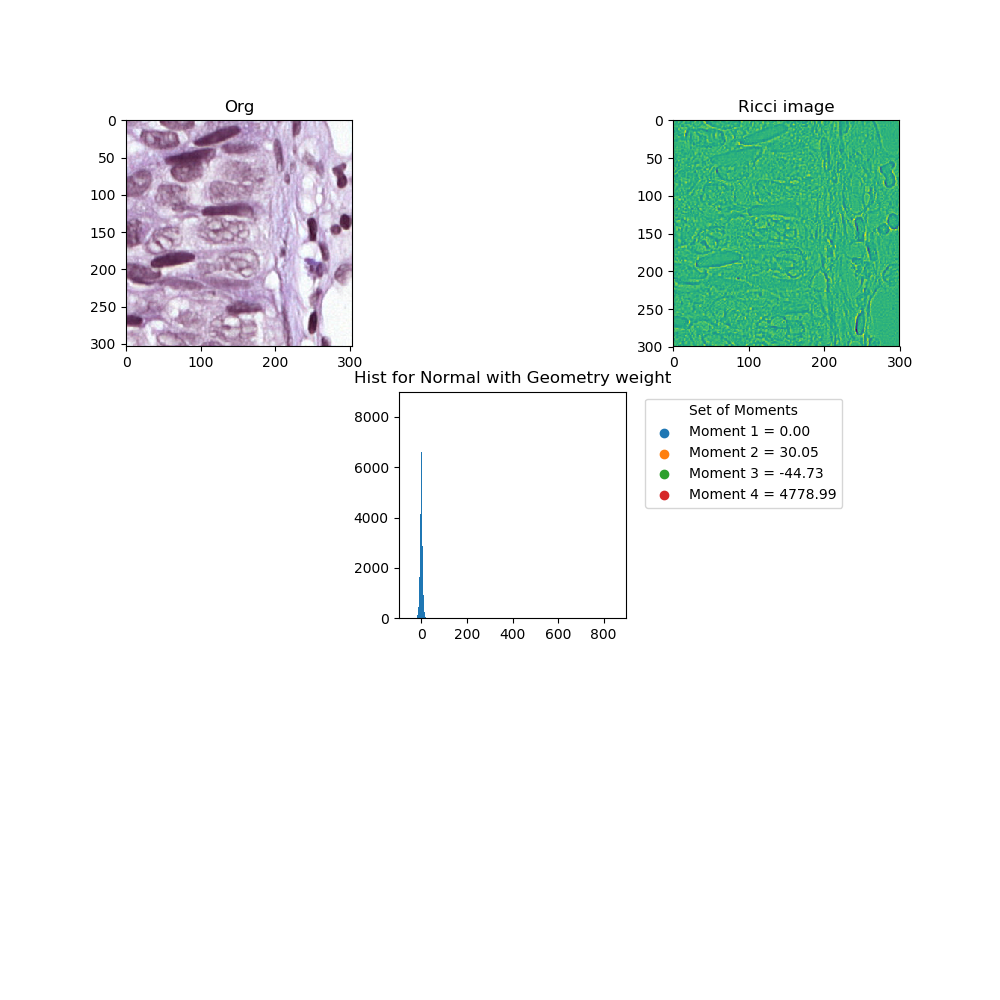 Org
0
50
100
150
200
250
300
0 100 200 300
Ricci image
0
50
100
150
200
250
300
0 100 200 300
Hist for Normal with Geometry weight
8000
6000
4000
2000
0
0 200 400 600 800
Set of Moments
Moment 1 = 0.00
Moment 2 = 30.05
Moment 3 = -44.73
Moment 4 = 4778.99